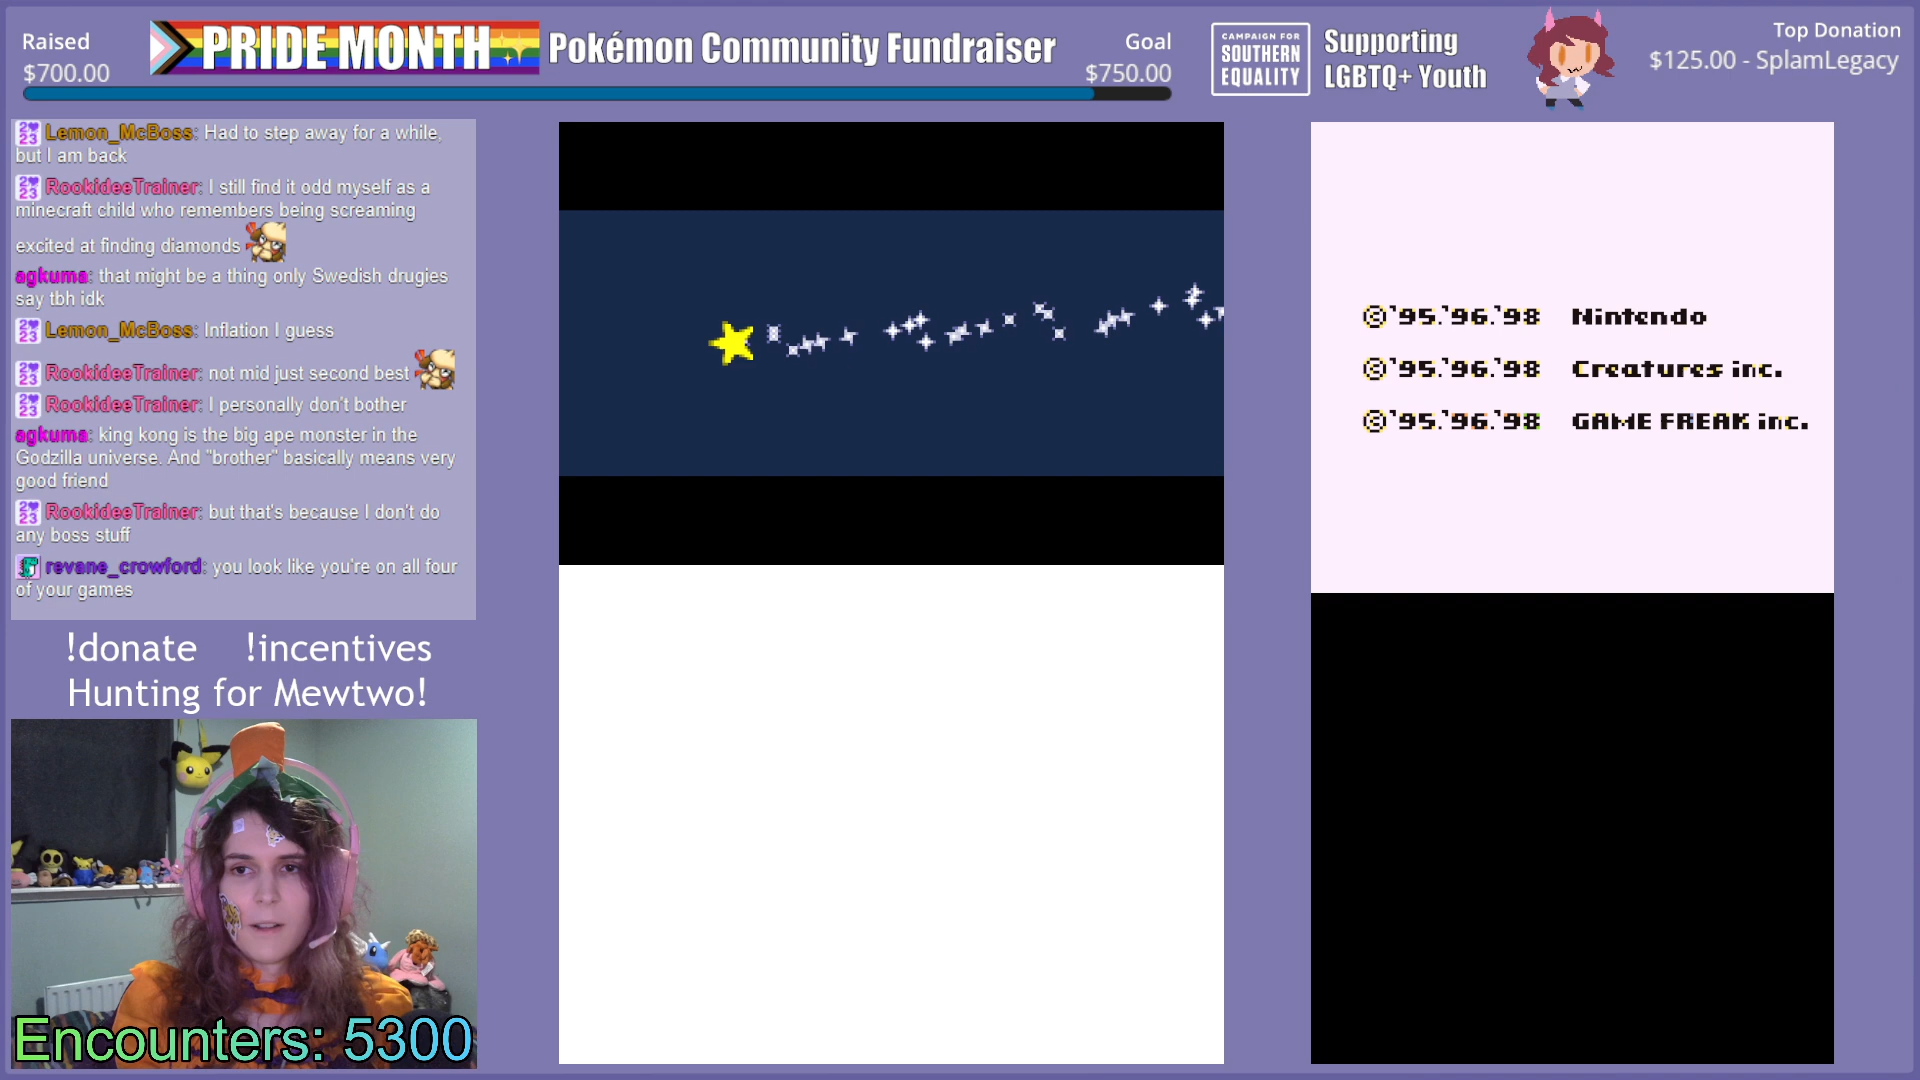 Raised
$700.00
PRIDE MONTH
Pokémon Community Fundraiser
Goal
$750.00
CAMPAIGN FOR
SOUTHERN
EQUALITY
Supporting
LGBTQ+ Youth
Top Donation
$125.00 - SplamLegacy
Lemon_McBoss: Had to step away for a while,
but I am back
RookideeTrainer: I still find it odd myself as a
minecraft child who remembers being screaming
excited at finding diamonds
agkuma: that might be a thing only Swedish drugies
say tbh idk
Lemon_McBoss: Inflation I guess
RookideeTrainer: not mid just second best
RookideeTrainer: I personally don't bother
agkuma: king kong is the big ape monster in the
Godzilla universe. And "brother" basically means very
good friend
RookideeTrainer: but that's because I don't do
any boss stuff
revane_crowford: you look like you're on all four
of your games
!donate !incentives
Hunting for Mewtwo!
Encounters: 5300
©'95.'96.'98 Nintendo
©'95.'96.'98 Creatures inc.
©'95.'96.'98 GAME FREAK inc.